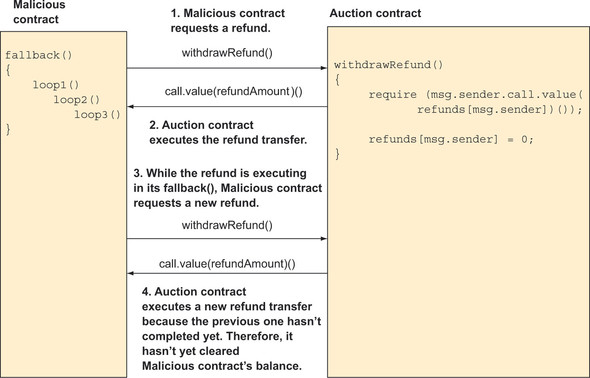 Malicious
contract
Auction contract
1. Malicious contract
requests a refund.
fallback()
{
loop1()
loop2()
loop3()
}
withdrawRefund()
call.value(refundAmount)()
2. Auction contract
executes the refund transfer.
3. While the refund is executing
in its fallback(), Malicious contract
requests a new refund.
withdrawRefund()
call.value(refundAmount)()
4. Auction contract
executes a new refund transfer
because the previous one hasn't
completed yet. Therefore, it
hasn't yet cleared
Malicious contract's balance.
withdrawRefund()
{
require (msg.sender.call.value(
refunds[msg.sender])());
refunds[msg.sender] = 0;
}